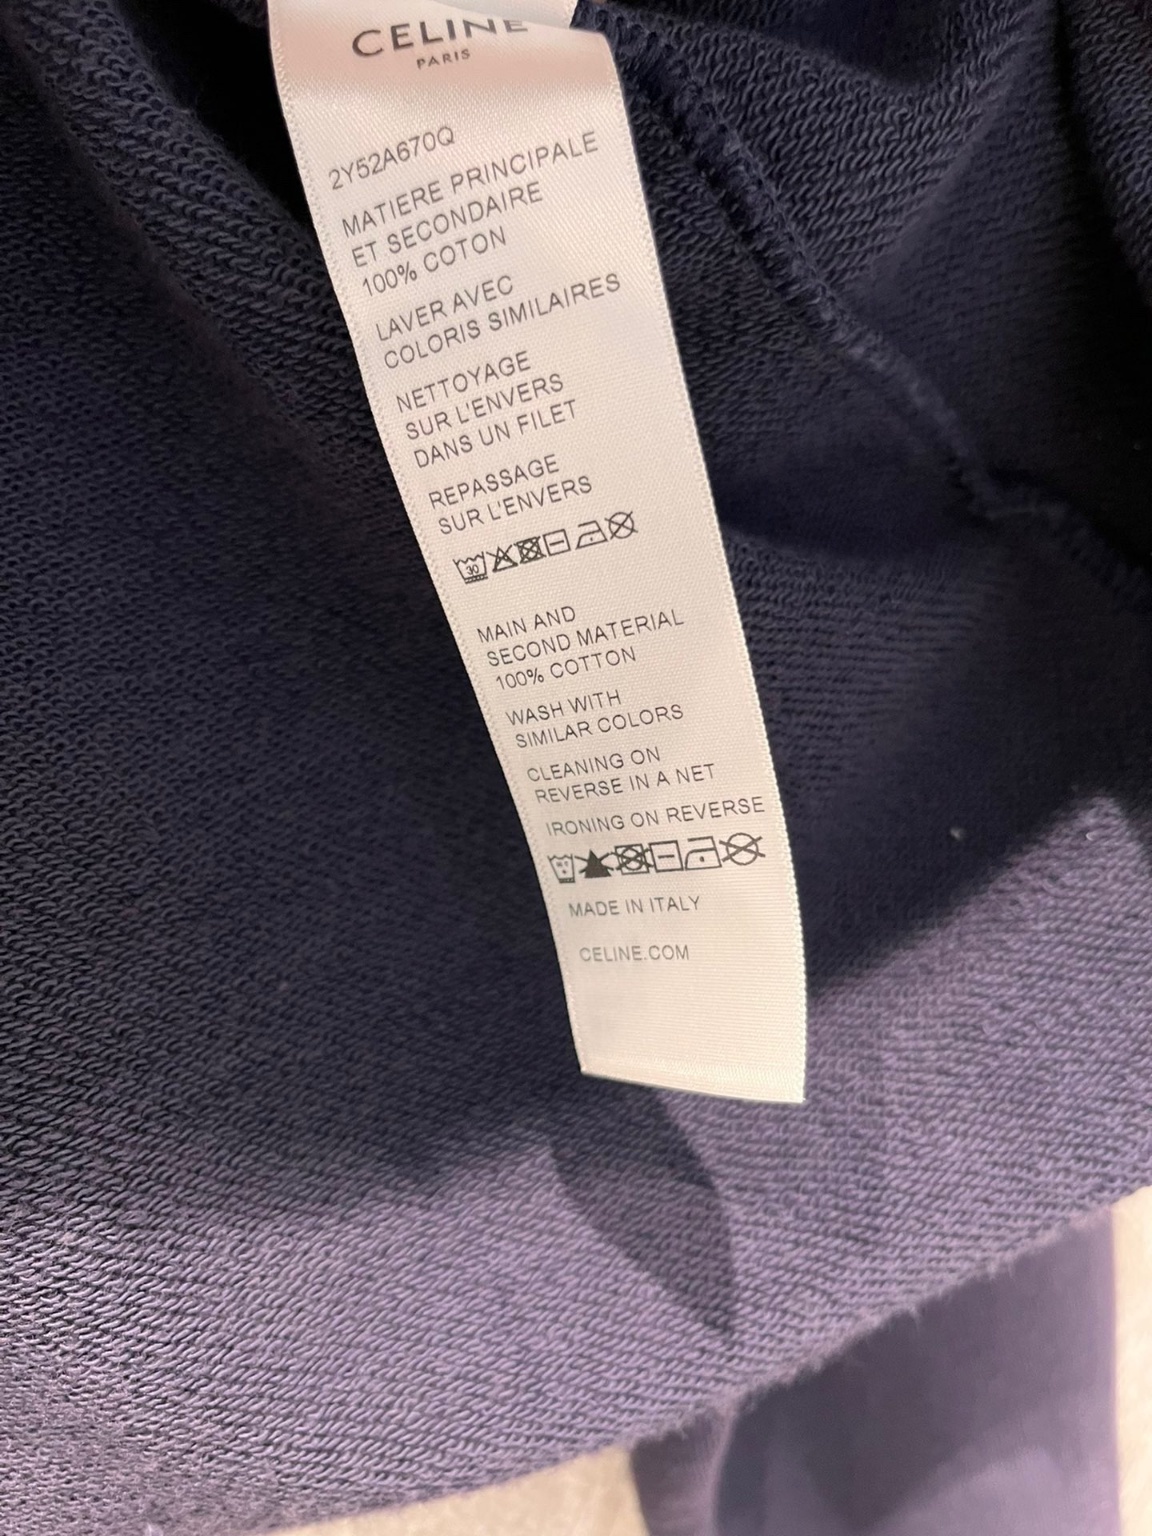 CELINE
PARIS
2Y52A670Q
MATIERE PRINCIPALE
ET SECONDAIRE
100% COTON
LAVER AVEC
COLORIS SIMILAIRES
NETTOYAGE
SUR L'ENVERS
DANS UN FILET
REPASSAGE
SUR L'ENVERS
30
MAIN AND
SECOND MATERIAL
100% COTTON
WASH WITH
SIMILAR COLORS
CLEANING ON
REVERSE IN A NET
IRONING ON REVERSE
MADE IN ITALY
CELINE.COM